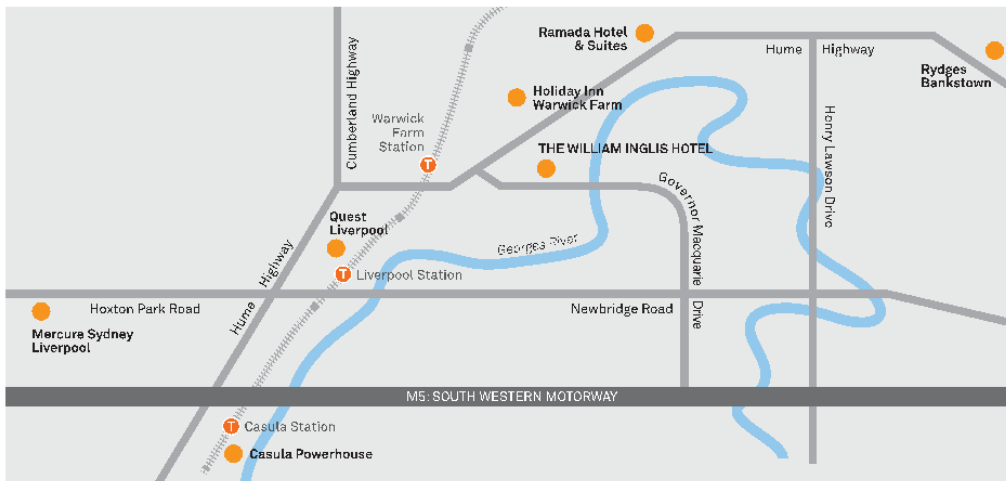 Ramada Hotel
& Suites
Hume Highway
Rydges
Bankstown
Cumberland Highway
Holiday Inn
Warwick Farm
Warwick
Farm
Station
T
THE WILLIAM INGLIS HOTEL
Henry Lawson Drive
Governor Macquarie Drive
Quest
Liverpool
Georges River
Hume Highway
T Liverpool Station
Hoxton Park Road
Newbridge Road
Mercure Sydney
Liverpool
M5: SOUTH WESTERN MOTORWAY
T Casula Station
Casula Powerhouse